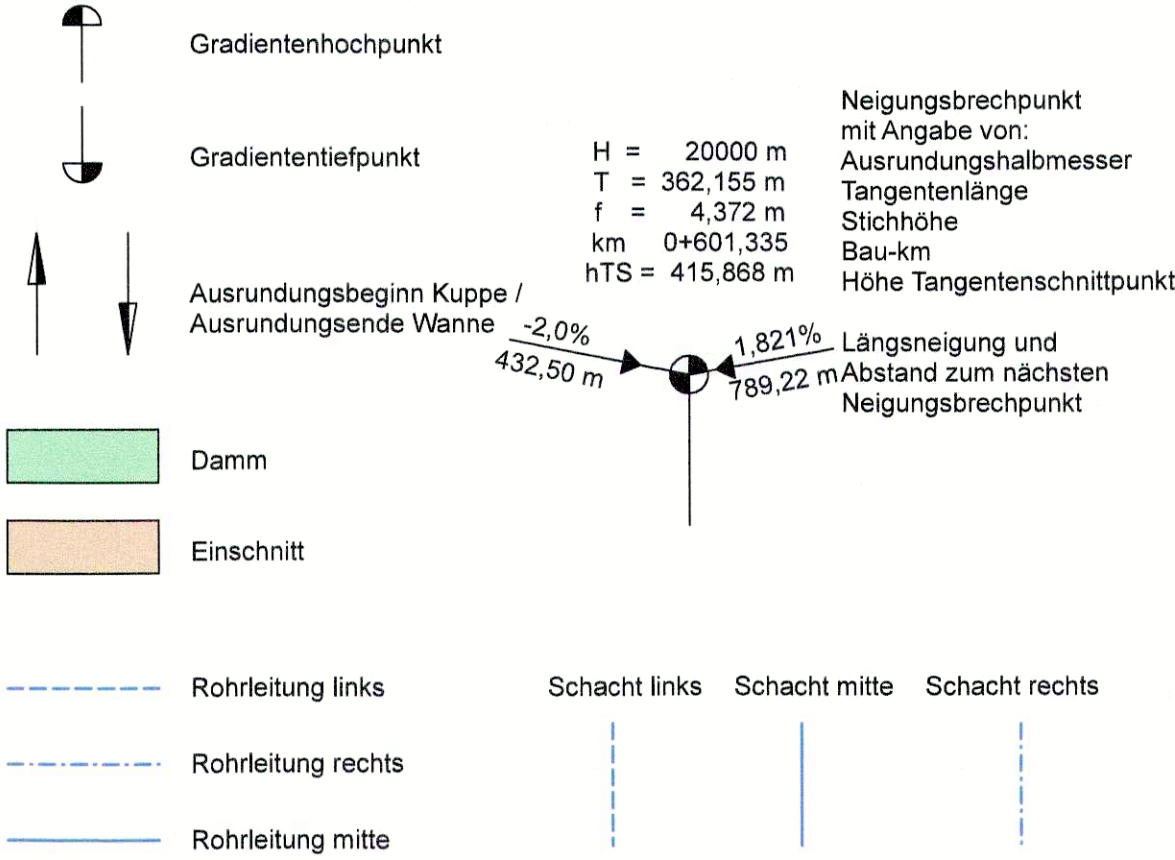 Gradientenhochpunkt
Gradiententiefpunkt
Ausrundungsbeginn Kuppe /
Ausrundungsende Wanne
H = 20000 m
T = 362,155 m
f = 4,372 m
km 0+601,335
hTS = 415,868 m
Neigungsbrechpunkt
mit Angabe von:
Ausrundungshalbmesser
Tangentenlänge
Stichhöhe
Bau-km
Höhe Tangentenschnittpunkt
-2,0%
432,50 m
1,821%
789,22 m
Längsneigung und
Abstand zum nächsten
Neigungsbrechpunkt
Damm
Einschnitt
Rohrleitung links
Rohrleitung rechts
Rohrleitung mitte
Schacht links
Schacht mitte
Schacht rechts